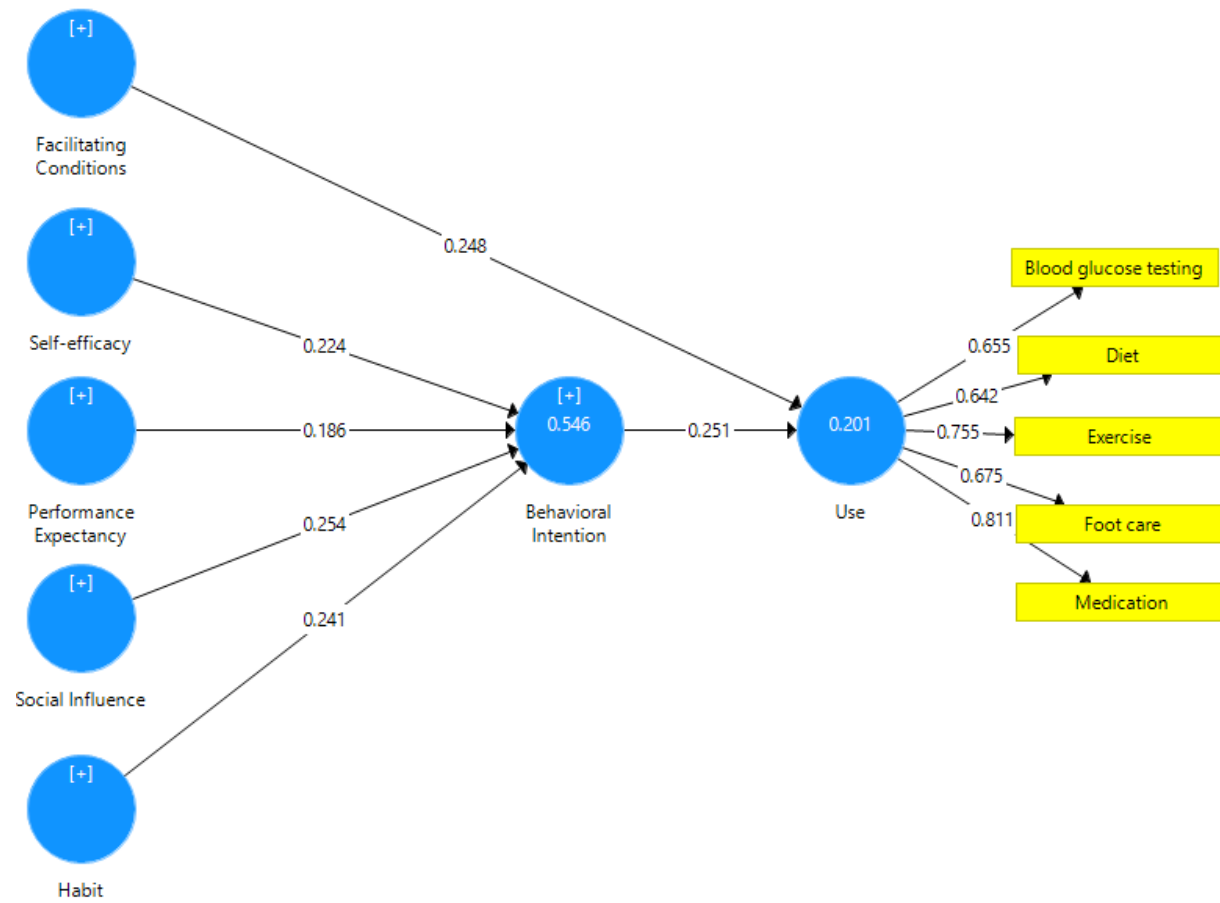 [+]
Facilitating
Conditions
0.248
[+]
Self-efficacy
0.224
[+]
Performance
Expectancy
0.186
[+]
Social Influence
0.254
[+]
Habit
0.241
[+]
0.546
Behavioral
Intention
0.251
0.201
Use
0.655
Blood glucose testing
0.642
Diet
0.755
Exercise
0.675
Foot care
0.811
Medication